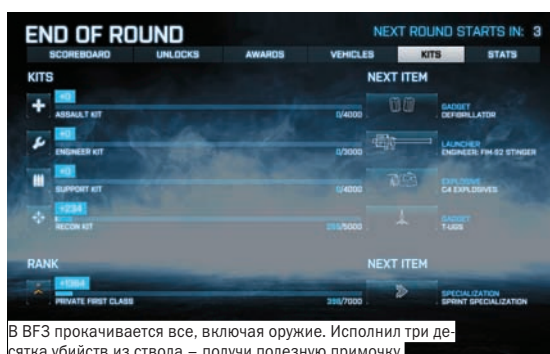 END OF ROUND
NEXT ROUND STARTS IN: 3
SCOREBOARD UNLOCKS AWARDS VEHICLES KITS STATS
KITS NEXT ITEM
+0
ASSAULT KIT 0/4000
GADGET
DEFIBRILLATOR
+0
ENGINEER KIT 0/3000
LAUNCHER
ENGINEER: FIM-92 STINGER
+0
SUPPORT KIT 0/4000
EXPLOSIVE
C4 EXPLOSIVES
+234
RECON KIT /5000
GADGET
T-UGS
RANK NEXT ITEM
PRIVATE FIRST CLASS /7000
SPECIALIZATION
SPRINT SPECIALIZATION
В BF3 прокачивается все, включая оружие. Исполнил три де-
сятка убийств из ствола – получи полезную примочку